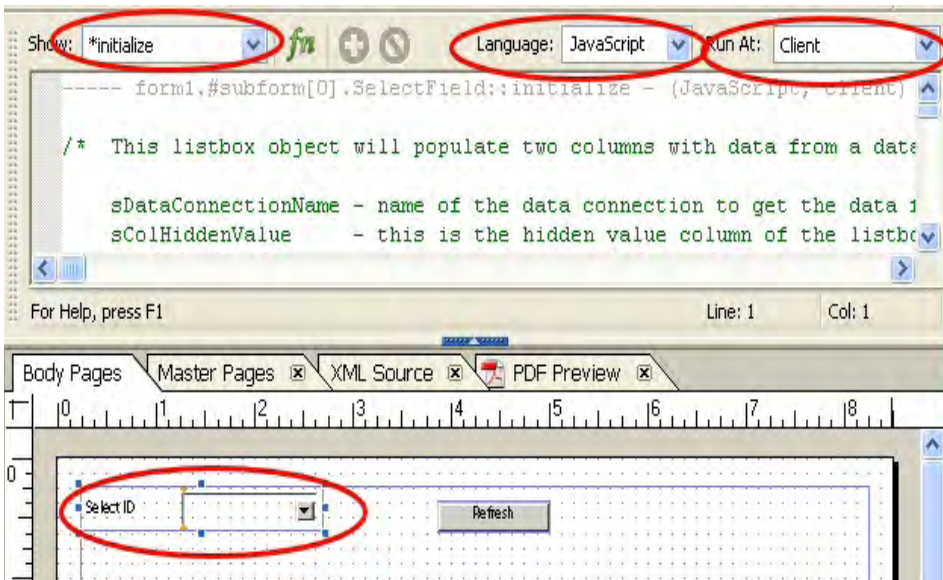 Show: *initialize fn Language: JavaScript Run At: Client
----- form1.#subform[0].SelectField::initialize - (JavaScript, client)
/* This listbox object will populate two columns with data from a data
sDataConnectionName - name of the data connection to get the data
sColHiddenValue - this is the hidden value column of the
For Help, press F1 Line: 1 Col: 1
Body Pages Master Pages XML Source PDF Preview
0 1 2 3 4 5 6 7 8
0
Select ID Refresh